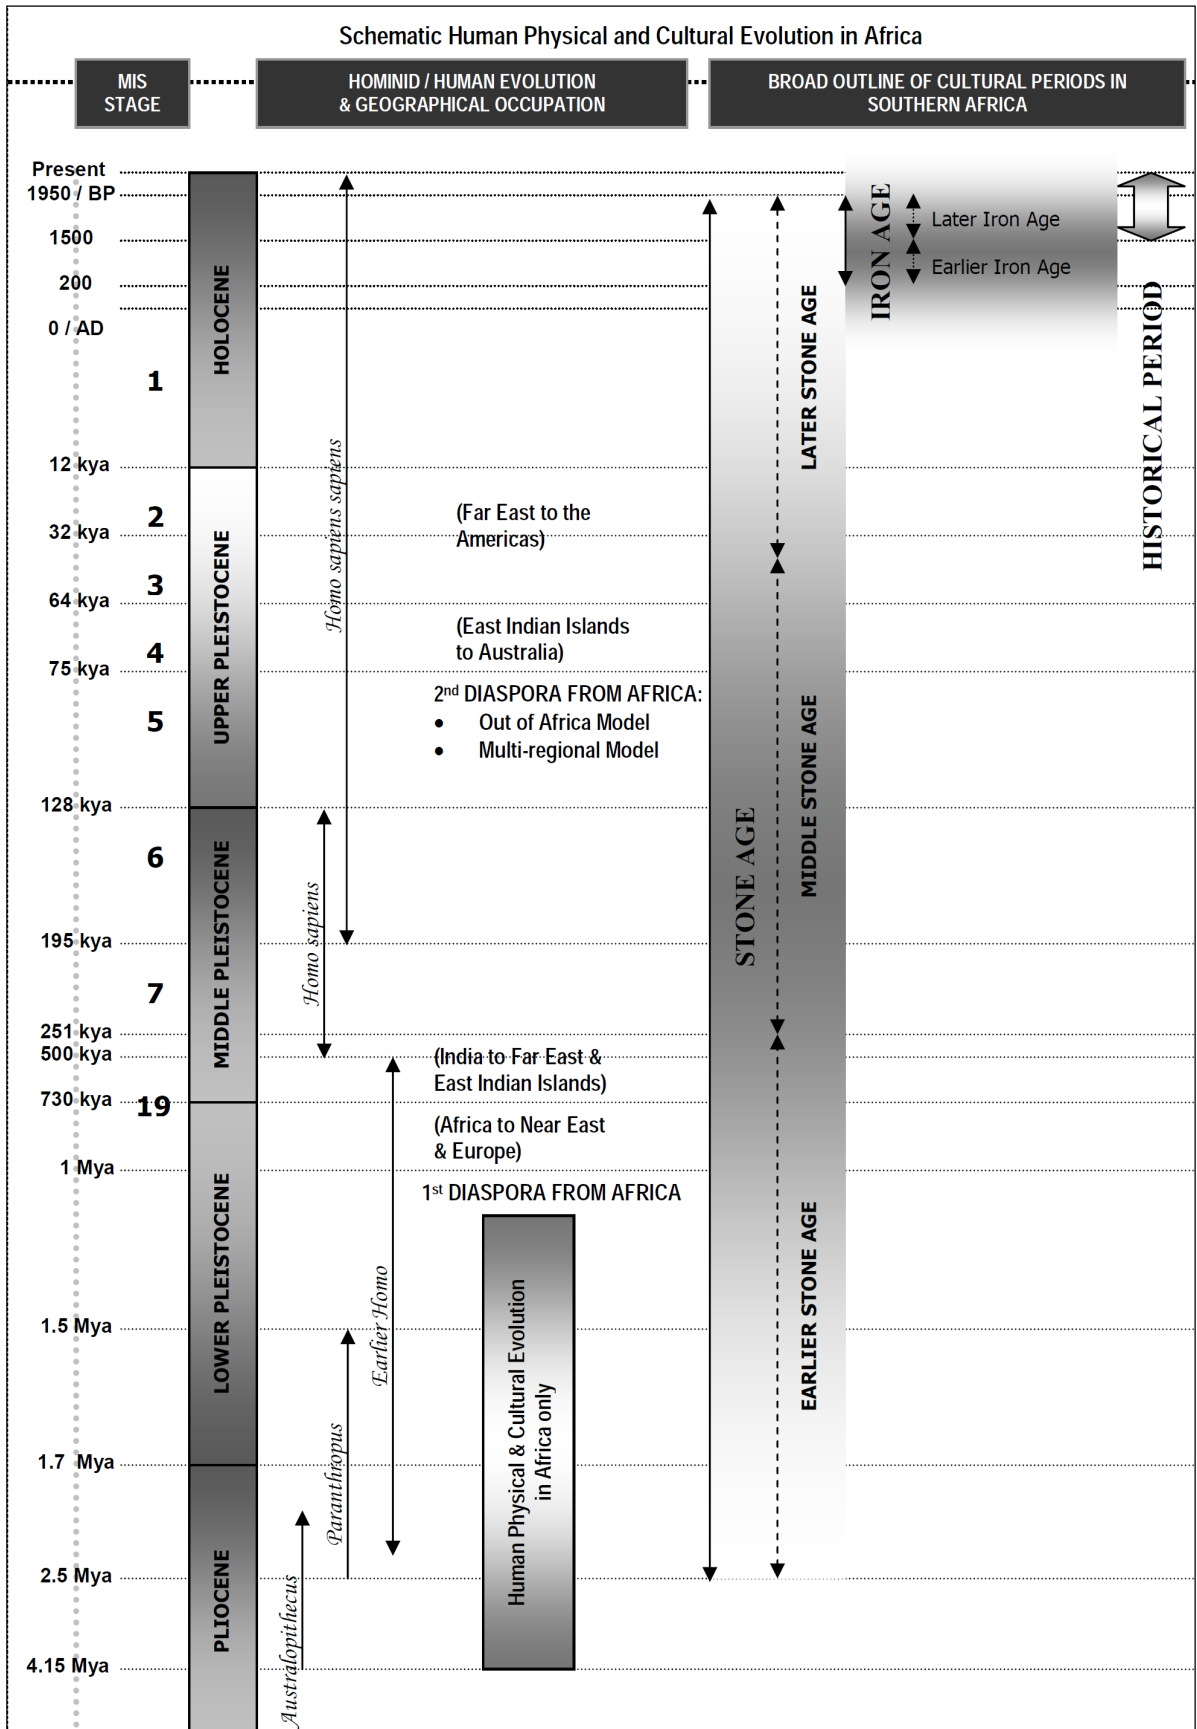 Schematic Human Physical and Cultural Evolution in Africa
MIS
STAGE
HOMINID / HUMAN EVOLUTION
& GEOGRAPHICAL OCCUPATION
BROAD OUTLINE OF CULTURAL PERIODS IN
SOUTHERN AFRICA
Present
1950 / BP
1500
200
0 / AD
12 kya
32 kya
64 kya
75 kya
128 kya
195 kya
251 kya
500 kya
730 kya
1 Mya
1.5 Mya
1.7 Mya
2.5 Mya
4.15 Mya
1
2
3
4
5
6
7
19
HOLOCENE
UPPER PLEISTOCENE
MIDDLE PLEISTOCENE
LOWER PLEISTOCENE
PLIOCENE
Homo sapiens sapiens
Homo sapiens
Earlier Homo
Paranthropus
Australopithecus
(Far East to the
Americas)
(East Indian Islands
to Australia)
2nd DIASPORA FROM AFRICA:
• Out of Africa Model
• Multi-regional Model
(India to Far East &
East Indian Islands)
(Africa to Near East
& Europe)
1st DIASPORA FROM AFRICA
Human Physical & Cultural Evolution
in Africa only
STONE AGE
LATER STONE AGE
MIDDLE STONE AGE
EARLIER STONE AGE
IRON AGE
Later Iron Age
Earlier Iron Age
HISTORICAL PERIOD